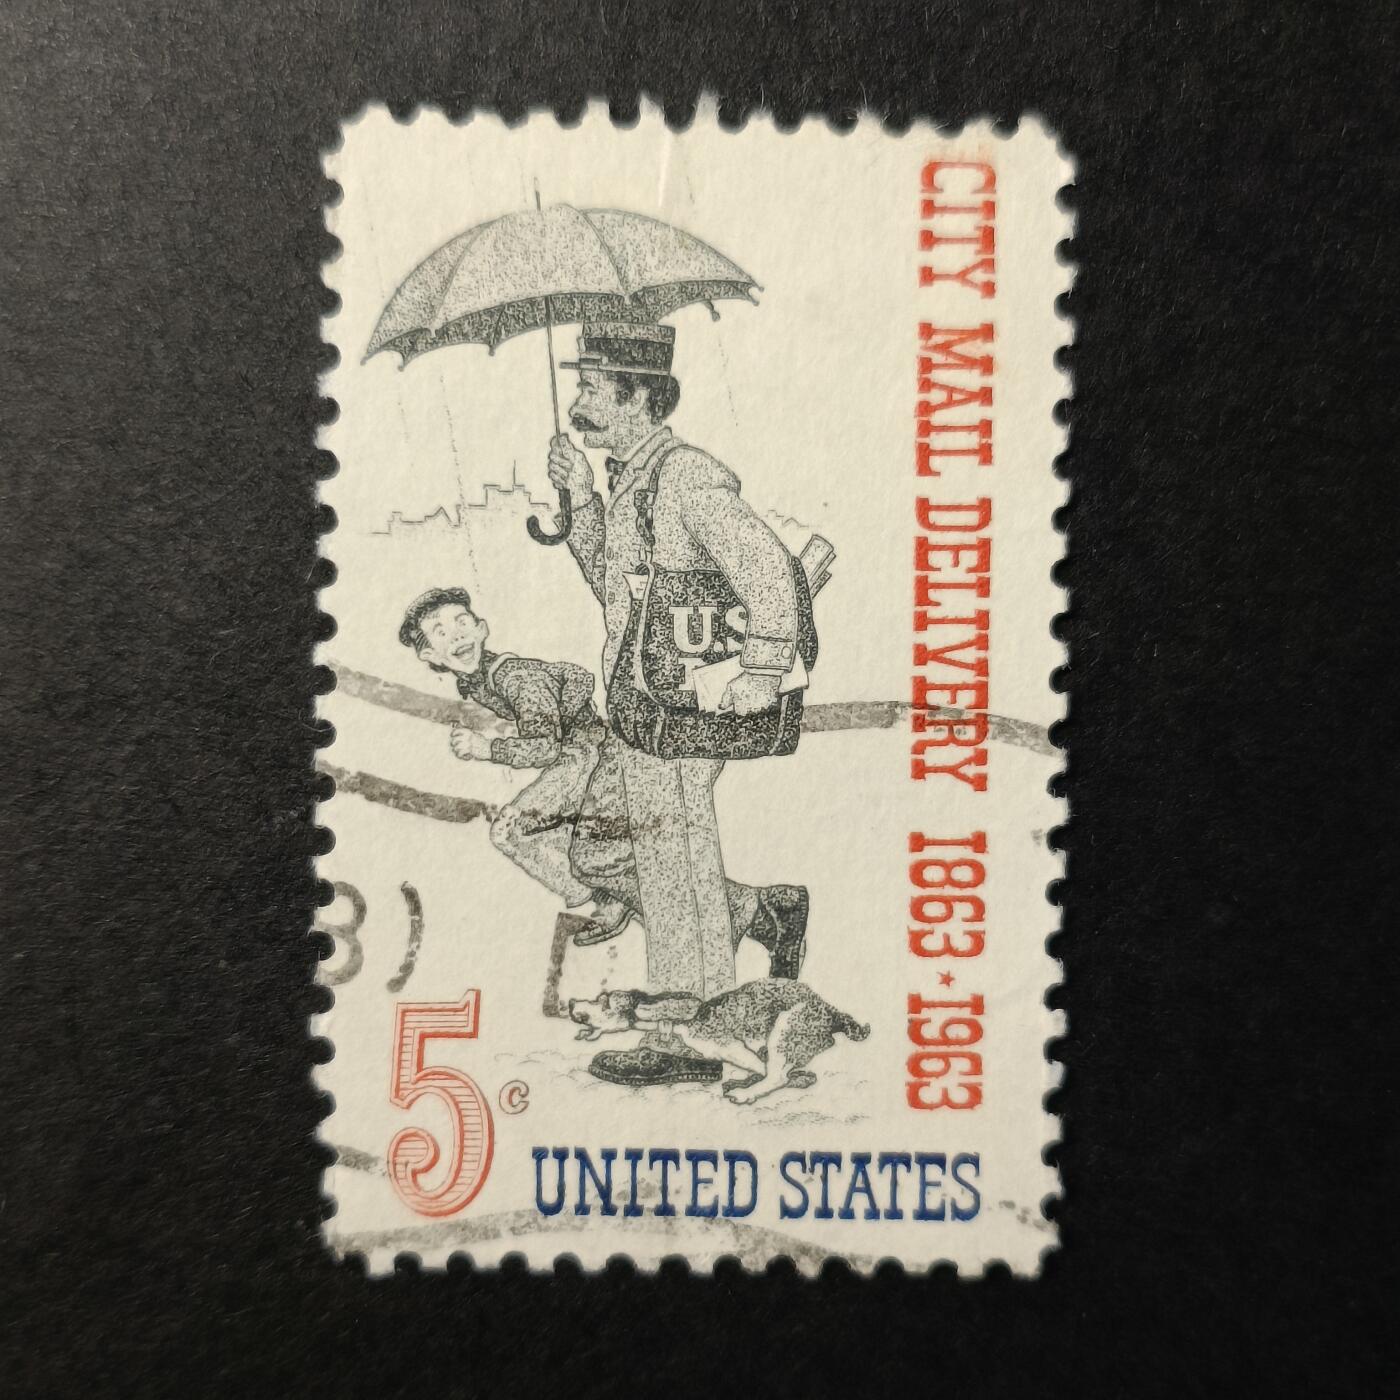 CITY MAIL DELIVERY 1863 ★ 1963
U.S
5c
UNITED STATES